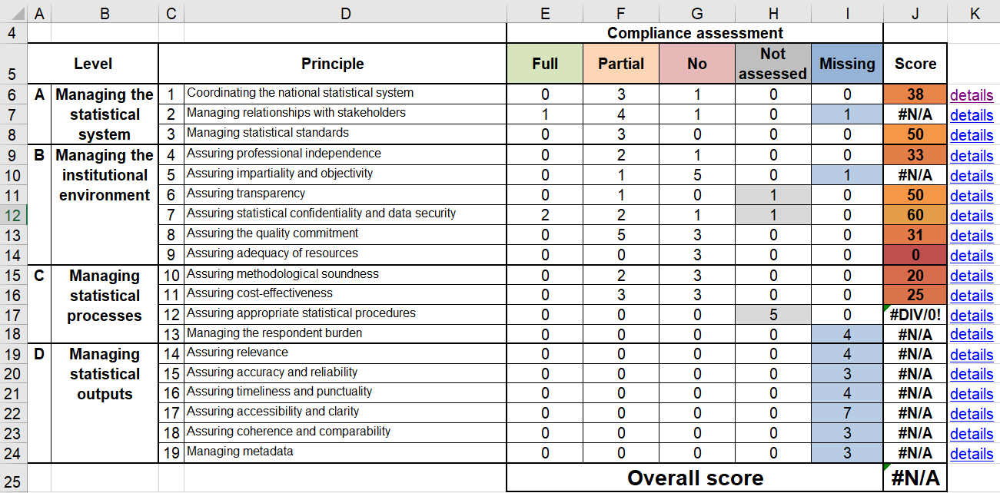 A B C D E F G H I J K
4 Compliance assessment
5 Level Principle Full Partial No Not assessed Missing Score
6 A Managing the 1 Coordinating the national statistical system 0 3 1 0 0 38 details
7 statistical 2 Managing relationships with stakeholders 1 4 1 0 1 #N/A details
8 system 3 Managing statistical standards 0 3 0 0 0 50 details
9 B Managing the 4 Assuring professional independence 0 2 1 0 0 33 details
10 institutional 5 Assuring impartiality and objectivity 0 1 5 0 1 #N/A details
11 environment 6 Assuring transparency 0 1 0 1 0 50 details
12 7 Assuring statistical confidentiality and data security 2 2 1 1 0 60 details
13 8 Assuring the quality commitment 0 5 3 0 0 31 details
14 9 Assuring adequacy of resources 0 0 3 0 0 0 details
15 C Managing 10 Assuring methodological soundness 0 2 3 0 0 20 details
16 statistical 11 Assuring cost-effectiveness 0 3 3 0 0 25 details
17 processes 12 Assuring appropriate statistical procedures 0 0 0 5 0 #DIV/0! details
18 13 Managing the respondent burden 0 0 0 0 4 #N/A details
19 D Managing 14 Assuring relevance 0 0 0 0 4 #N/A details
20 statistical 15 Assuring accuracy and reliability 0 0 0 0 3 #N/A details
21 outputs 16 Assuring timeliness and punctuality 0 0 0 0 4 #N/A details
22 17 Assuring accessibility and clarity 0 0 0 0 7 #N/A details
23 18 Assuring coherence and comparability 0 0 0 0 3 #N/A details
24 19 Managing metadata 0 0 0 0 3 #N/A details
25 Overall score #N/A